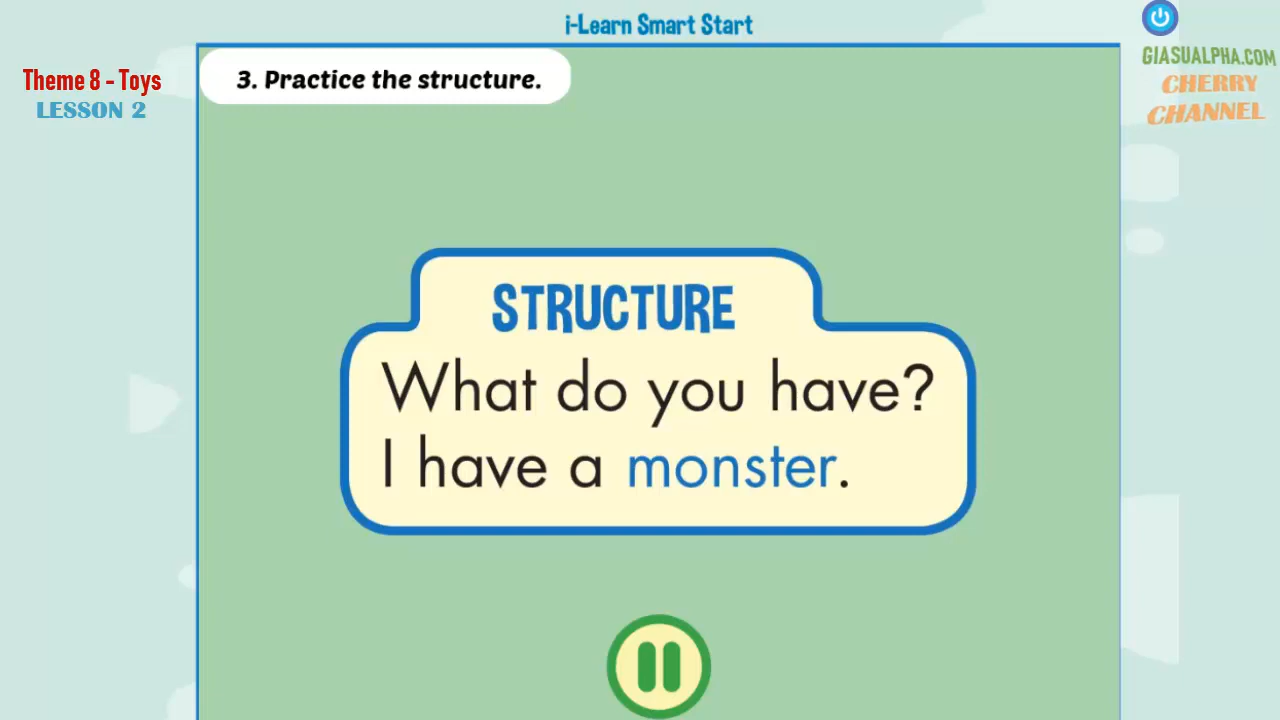 i-Learn Smart Start
GIASUALPHA.COM
CHERRY
CHANNEL
Theme 8 - Toys
LESSON 2
3. Practice the structure.
STRUCTURE
What do you have?
I have a monster.